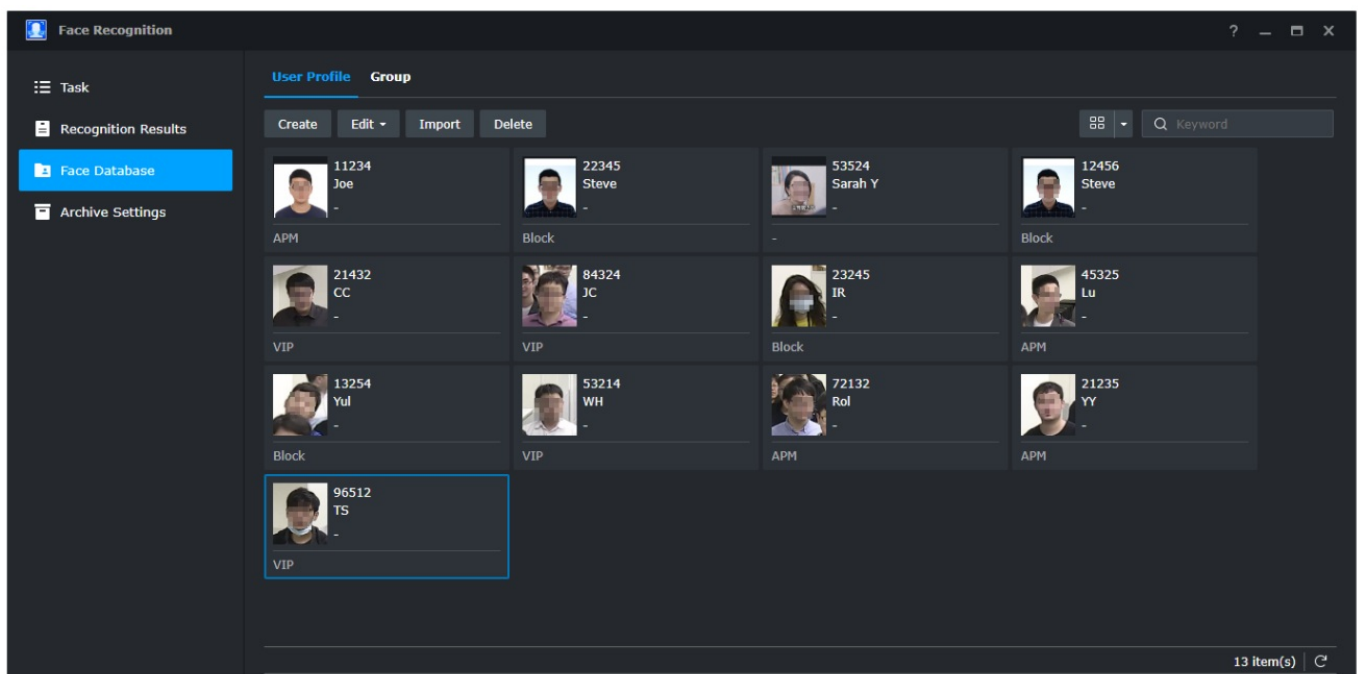 Face Recognition
?
Task
Recognition Results
Face Database
Archive Settings
User Profile Group
Create Edit Import Delete
Keyword
11234
Joe
-
APM
22345
Steve
-
Block
53524
Sarah Y
-
-
12456
Steve
-
Block
21432
CC
-
VIP
84324
JC
-
VIP
23245
IR
-
Block
45325
Lu
-
APM
13254
Yul
-
Block
53214
WH
-
VIP
72132
Rol
-
APM
21235
YY
-
APM
96512
TS
-
VIP
13 item(s)